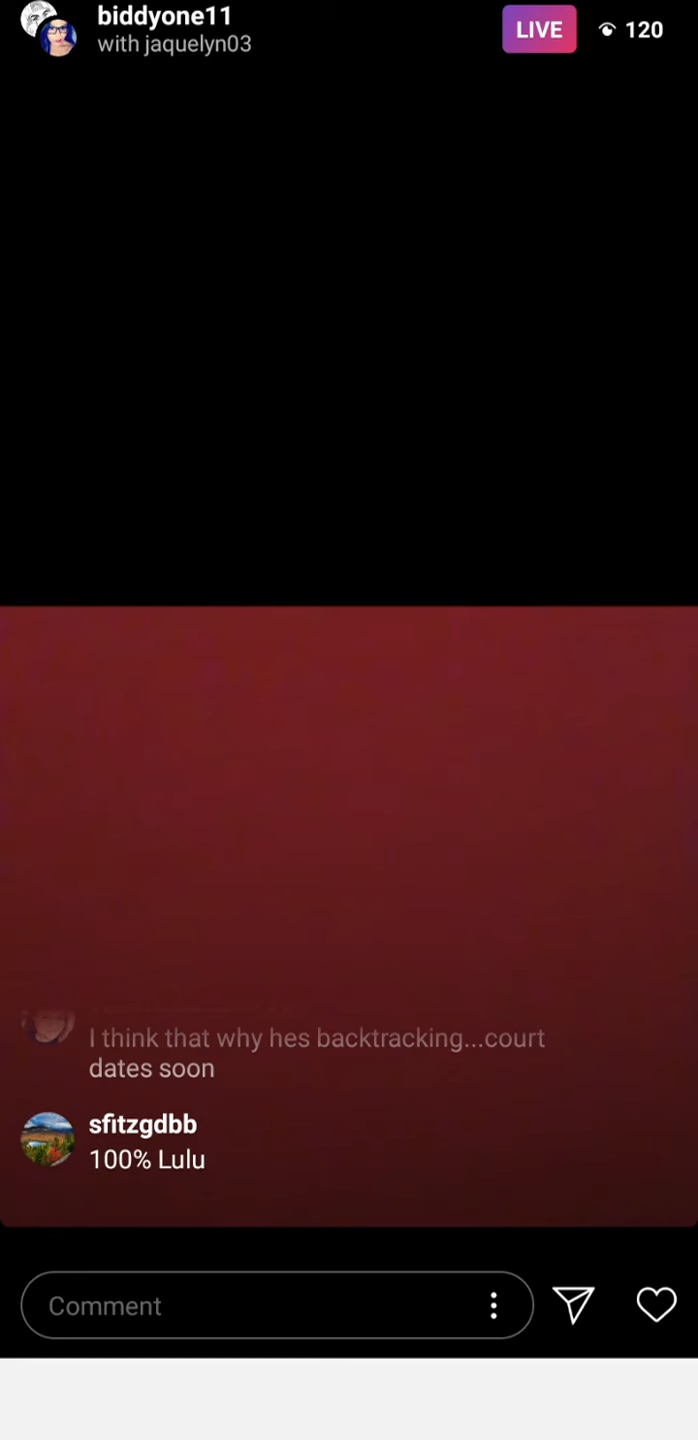 biddyone11
with jaquelyn03
LIVE
120
I think that why hes backtracking...court
dates soon
sfitzgdbb
100% Lulu
Comment